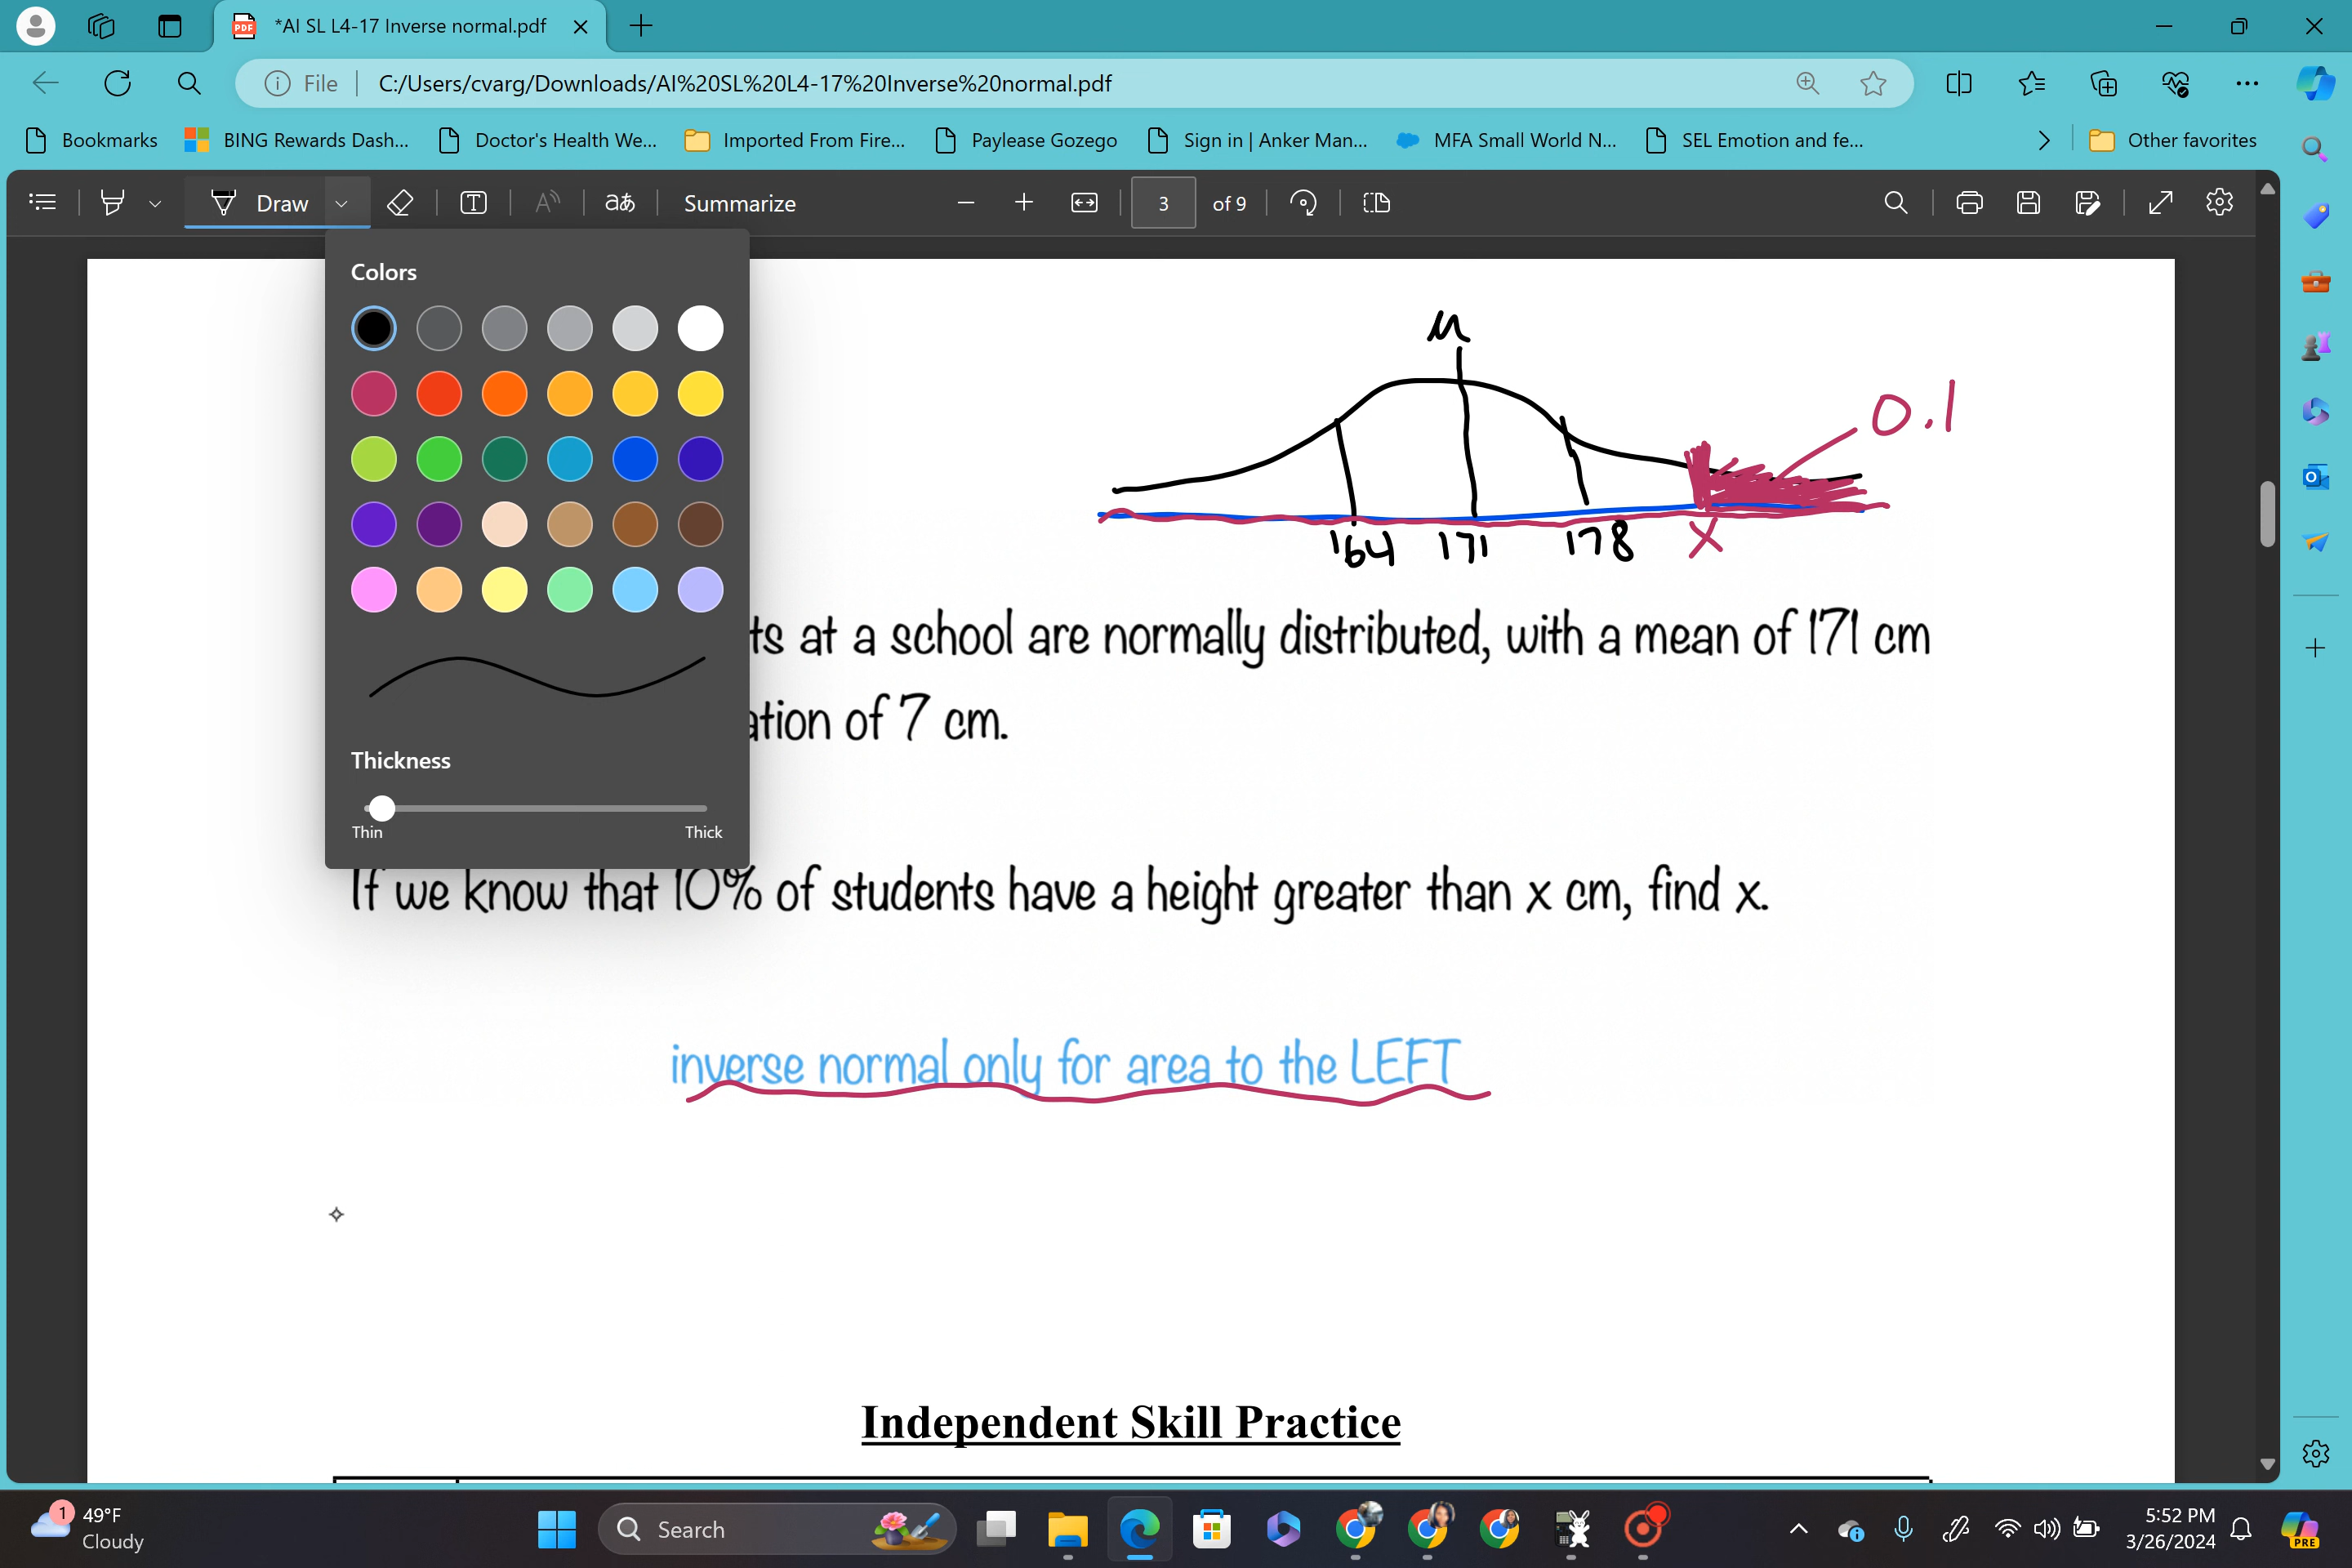 *AI SL L4-17 Inverse normal.pdf
File
C:/Users/cvarg/Downloads/AI%20SL%20L4-17%20Inverse%20normal.pdf
Bookmarks BING Rewards Dash... Doctor's Health We... Imported From Fire... Paylease Gozego Sign in | Anker Man... MFA Small World N... SEL Emotion and fe... Other favorites
Draw Summarize 3 of 9
Colors
Thickness
Thin Thick
μ
0.1
164 171 178 x
ts at a school are normally distributed, with a mean of 171 cm
ation of 7 cm.
If we know that 10% of students have a height greater than x cm, find x.
inverse normal only for area to the LEFT
Independent Skill Practice
1
49°F
Cloudy
Search
5:52 PM
3/26/2024
PRE